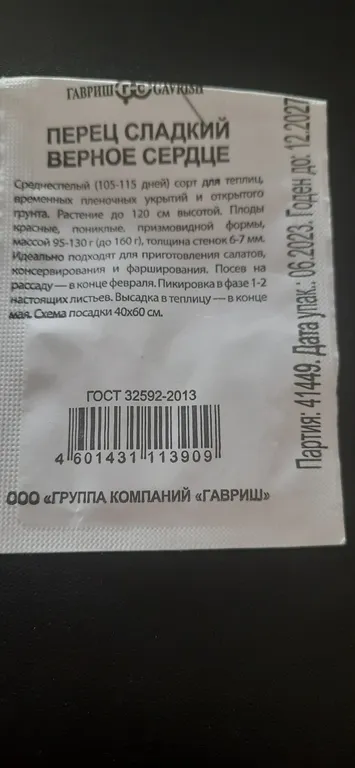 ГАВРИШ GAVRISH
ПЕРЕЦ СЛАДКИЙ
ВЕРНОЕ СЕРДЦЕ
Среднеспелый (105-115 дней) сорт для теплиц,
временных пленочных укрытий и открытого
грунта. Растение до 120 см высотой. Плоды
красные, пониклые, призмовидной формы,
массой 95-130 г (до 160 г), толщина стенок 6-7 мм.
Идеально подходят для приготовления салатов,
консервирования и фарширования. Посев на
рассаду — в конце февраля. Пикировка в фазе 1-2
настоящих листьев. Высадка в теплицу — в конце
мая. Схема посадки 40х60 см.
ГОСТ 32592-2013
4 601431 113909
ООО «ГРУППА КОМПАНИЙ «ГАВРИШ»
Партия: 41449. Дата упак.: 06.2023. Годен до: 12.2027